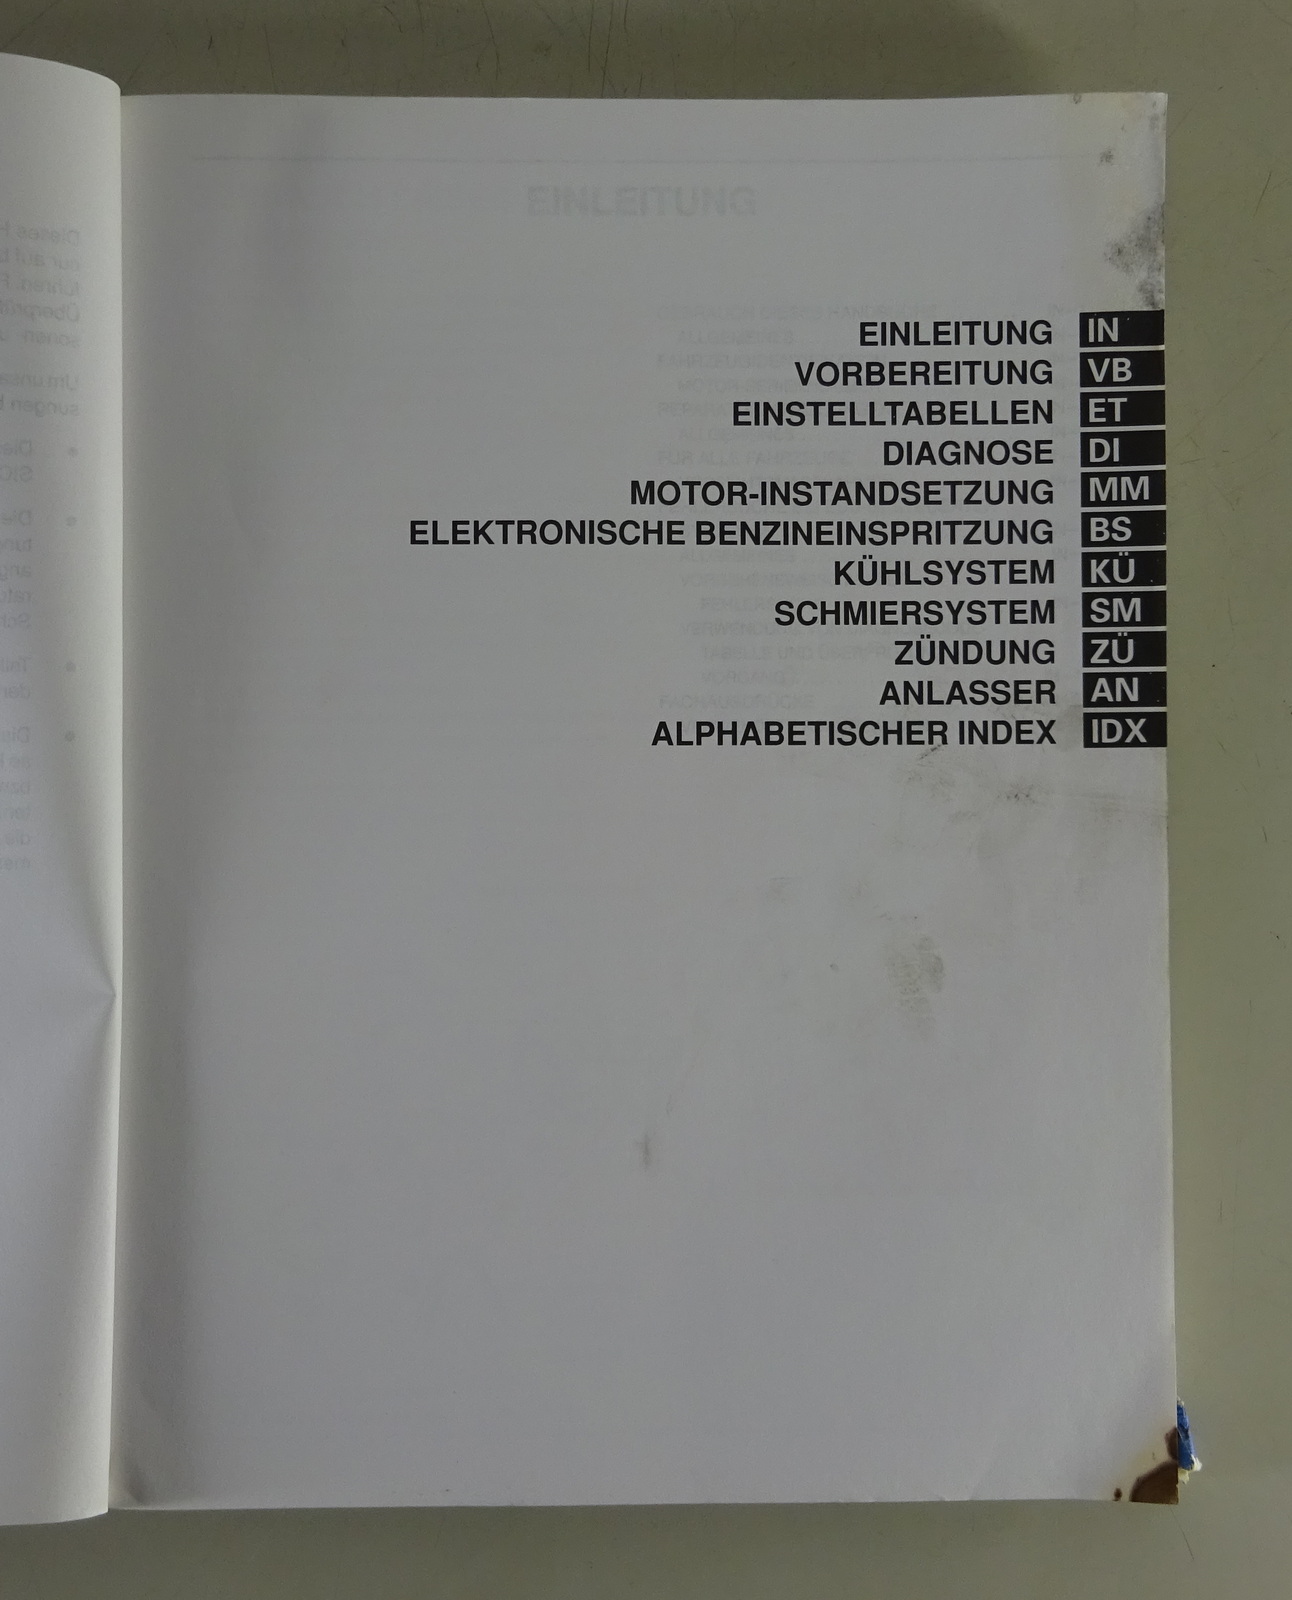 EINLEITUNG
EINLEITUNG IN
VORBEREITUNG VB
EINSTELLTABELLEN ET
DIAGNOSE DI
MOTOR-INSTANDSETZUNG MM
ELEKTRONISCHE BENZINEINSPRITZUNG BS
KÜHLSYSTEM KÜ
SCHMIERSYSTEM SM
ZÜNDUNG ZÜ
ANLASSER AN
ALPHABETISCHER INDEX IDX